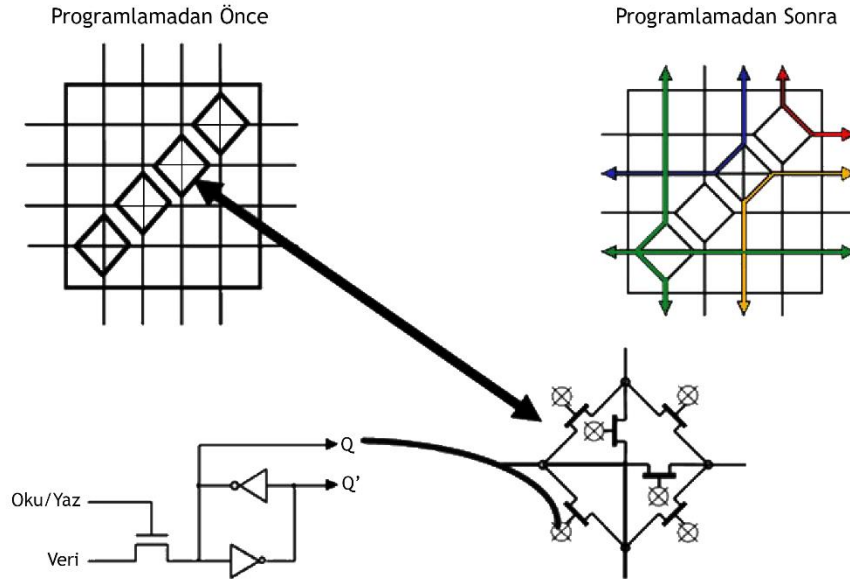 Programlamadan Önce
Programlamadan Sonra
Q
Q'
Oku/Yaz
Veri